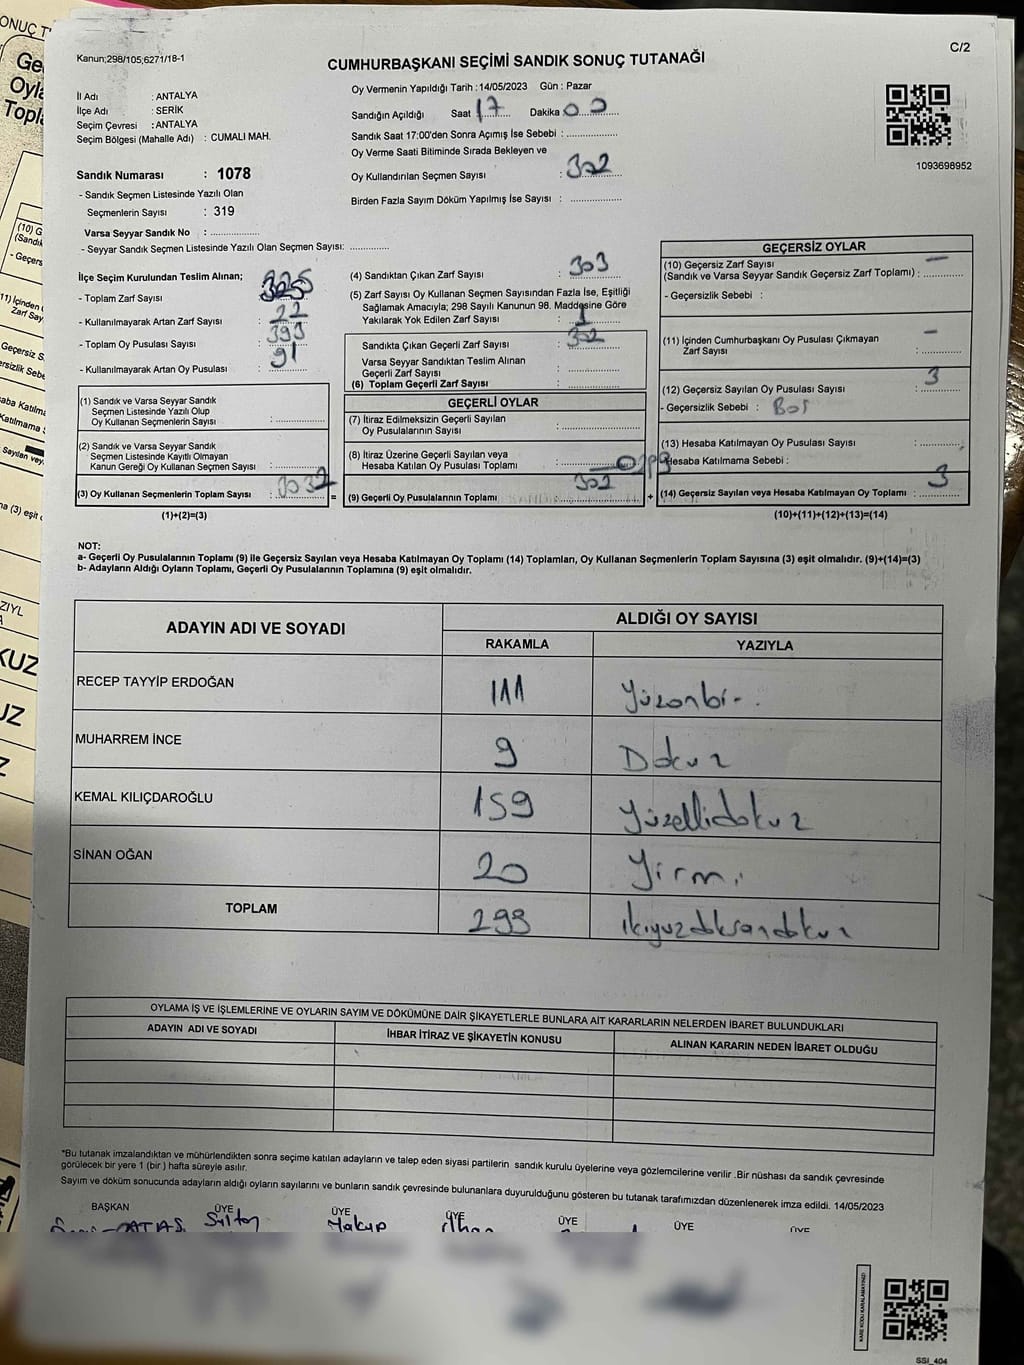 C/2
Kanun;298/105;6271/18-1
CUMHURBAŞKANI SEÇİMİ SANDIK SONUÇ TUTANAĞI
İl Adı : ANTALYA
İlçe Adı : SERİK
Seçim Çevresi : ANTALYA
Seçim Bölgesi (Mahalle Adı) : CUMALI MAH.
Sandık Numarası : 1078
- Sandık Seçmen Listesinde Yazılı Olan
Seçmenlerin Sayısı : 319
Varsa Seyyar Sandık No : ..............
- Seyyar Sandık Seçmen Listesinde Yazılı Olan Seçmen Sayısı: ............
Oy Vermenin Yapıldığı Tarih :14/05/2023 Gün : Pazar
Sandığın Açıldığı Saat 17 Dakika 00
Sandık Saat 17:00'den Sonra Açımış İse Sebebi : ..............
Oy Verme Saati Bitiminde Sırada Bekleyen ve
Oy Kullandırılan Seçmen Sayısı : 302
Birden Fazla Sayım Döküm Yapılmış İse Sayısı : ..............
1093698952
İlçe Seçim Kurulundan Teslim Alınan;
- Toplam Zarf Sayısı : 325
- Kullanılmayarak Artan Zarf Sayısı : 22
- Toplam Oy Pusulası Sayısı : 393
- Kullanılmayarak Artan Oy Pusulası : 91
(1) Sandık ve Varsa Seyyar Sandık
Seçmen Listesinde Yazılı Olup
Oy Kullanan Seçmenlerin Sayısı : ..............
(2) Sandık ve Varsa Seyyar Sandık
Seçmen Listesinde Kayıtlı Olmayan
Kanun Gereği Oy Kullanan Seçmen Sayısı : ..............
(3) Oy Kullanan Seçmenlerin Toplam Sayısı :
(1)+(2)=(3)
=
(4) Sandıktan Çıkan Zarf Sayısı : 303
(5) Zarf Sayısı Oy Kullanan Seçmen Sayısından Fazla İse, Eşitliği
Sağlamak Amacıyla; 298 Sayılı Kanunun 98. Maddesine Göre
Yakılarak Yok Edilen Zarf Sayısı : 1
Sandıkta Çıkan Geçerli Zarf Sayısı : 302
Varsa Seyyar Sandıktan Teslim Alınan
Geçerli Zarf Sayısı : ..............
(6) Toplam Geçerli Zarf Sayısı : ..............
GEÇERLİ OYLAR
(7) İtiraz Edilmeksizin Geçerli Sayılan
Oy Pusulalarının Sayısı : ..............
(8) İtiraz Üzerine Geçerli Sayılan veya
Hesaba Katılan Oy Pusulası Toplamı :
(9) Geçerli Oy Pusulalarının Toplamı : 302
+
GEÇERSİZ OYLAR
(10) Geçersiz Zarf Sayısı
(Sandık ve Varsa Seyyar Sandık Geçersiz Zarf Toplamı) : —
- Geçersizlik Sebebi :
(11) İçinden Cumhurbaşkanı Oy Pusulası Çıkmayan
Zarf Sayısı : —
(12) Geçersiz Sayılan Oy Pusulası Sayısı : 3
- Geçersizlik Sebebi : Boş
(13) Hesaba Katılmayan Oy Pusulası Sayısı : ..............
Hesaba Katılmama Sebebi :
(14) Geçersiz Sayılan veya Hesaba Katılmayan Oy Toplamı : 3
(10)+(11)+(12)+(13)=(14)
NOT:
a- Geçerli Oy Pusulalarının Toplamı (9) ile Geçersiz Sayılan veya Hesaba Katılmayan Oy Toplamı (14) Toplamları, Oy Kullanan Seçmenlerin Toplam Sayısına (3) eşit olmalıdır. (9)+(14)=(3)
b- Adayların Aldığı Oyların Toplamı, Geçerli Oy Pusulalarının Toplamına (9) eşit olmalıdır.
ADAYIN ADI VE SOYADI ALDIĞI OY SAYISI
RAKAMLA YAZIYLA
RECEP TAYYİP ERDOĞAN 111 Yüzonbir.
MUHARREM İNCE 9 Dokuz
KEMAL KILIÇDAROĞLU 159 Yüzellidokuz
SİNAN OĞAN 20 Yirmi
TOPLAM 299 ikiyüzdoksandokuz
OYLAMA İŞ VE İŞLEMLERİNE VE OYLARIN SAYIM VE DÖKÜMÜNE DAİR ŞİKAYETLERLE BUNLARA AİT KARARLARIN NELERDEN İBARET BULUNDUKLARI
ADAYIN ADI VE SOYADI İHBAR İTİRAZ VE ŞİKAYETİN KONUSU ALINAN KARARIN NEDEN İBARET OLDUĞU
*Bu tutanak imzalandıktan ve mühürlendikten sonra seçime katılan adayların ve talep eden siyasi partilerin sandık kurulu üyelerine veya gözlemcilerine verilir .Bir nüshası da sandık çevresinde
görülecek bir yere 1 (bir ) hafta süreyle asılır.
Sayım ve döküm sonucunda adayların aldığı oyların sayılarını ve bunların sandık çevresinde bulunanlara duyurulduğunu gösteren bu tutanak tarafımızdan düzenlenerek imza edildi. 14/05/2023
BAŞKAN ÜYE ÜYE ÜYE ÜYE ÜYE ÜYE
Yakup ilhan
KARE KODU KARALAMAYINIZ!
SSI_404